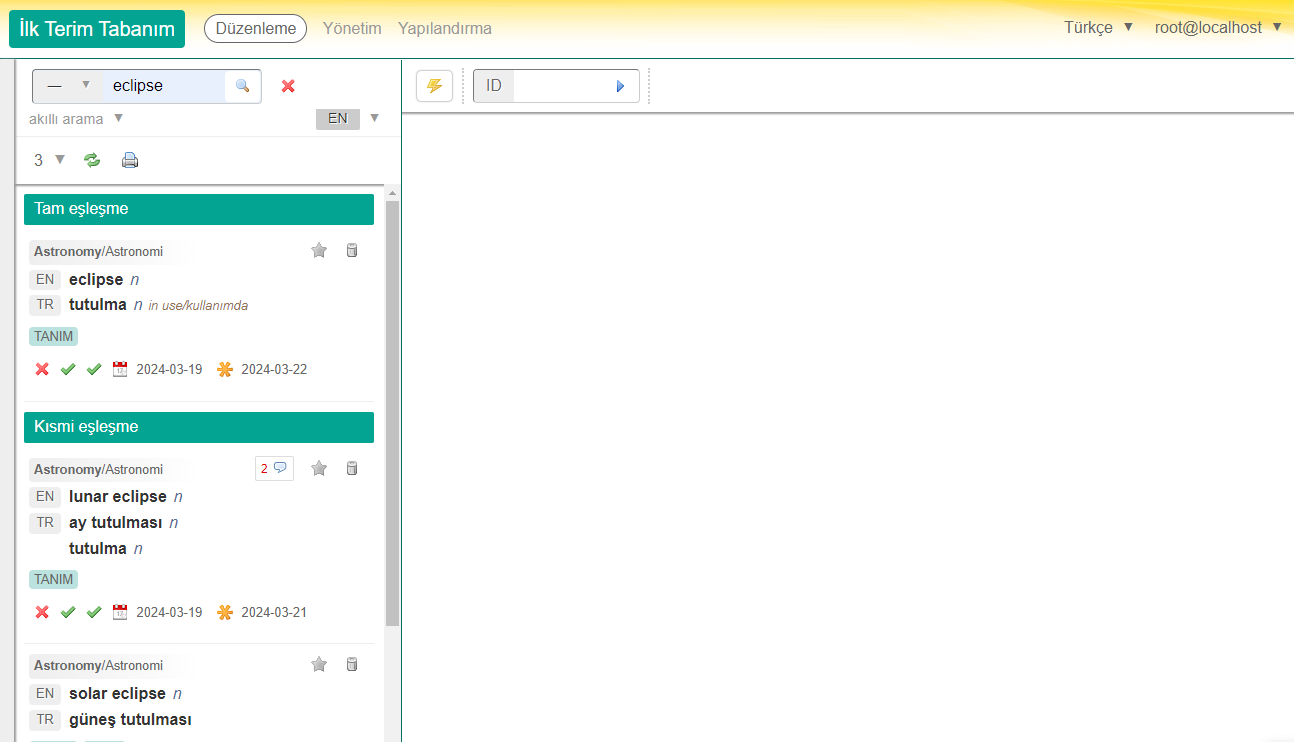 İlk Terim Tabanım Düzenleme Yönetim Yapılandırma Türkçe ▼ root@localhost ▼
— ▼ eclipse
akıllı arama ▼ EN ▼
3 ▼
ID
Tam eşleşme
Astronomy/Astronomi
EN eclipse n
TR tutulma n in use/kullanımda
TANIM
2024-03-19 2024-03-22
Kısmi eşleşme
Astronomy/Astronomi 2
EN lunar eclipse n
TR ay tutulması n
tutulma n
TANIM
2024-03-19 2024-03-21
Astronomy/Astronomi
EN solar eclipse n
TR güneş tutulması